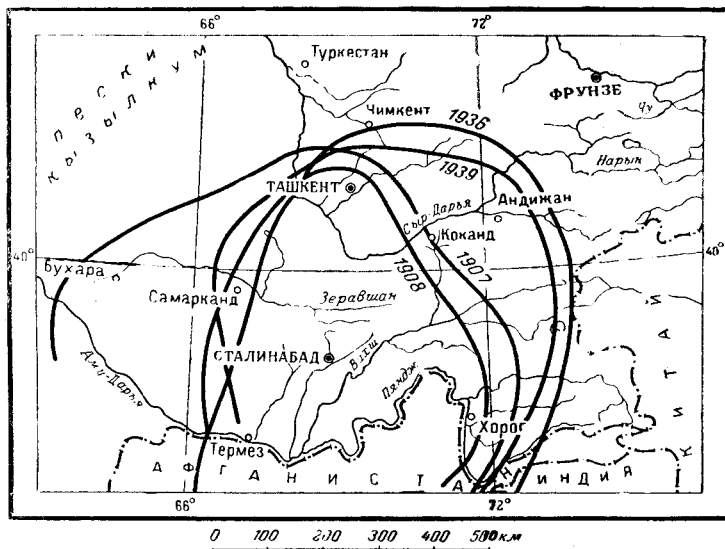 66° 72°
Туркестан
ПЕСКИ
КЫЗЫЛКУМ
ФРУНЗЕ
Чу
Чимкент
1936
1939
Нарын
ТАШКЕНТ
Андижан
Сыр-Дарья
Коканд
40° 40°
Бухара
1907
1908
Самарканд
Зеравшан
СТАЛИНАБАД
Вахш
Аму-Дарья
Пяндж
КИТАЙ
Хорог
Термез
АФГАНИСТАН
ИНДИЯ
66° 72°
0 100 200 300 400 500 км